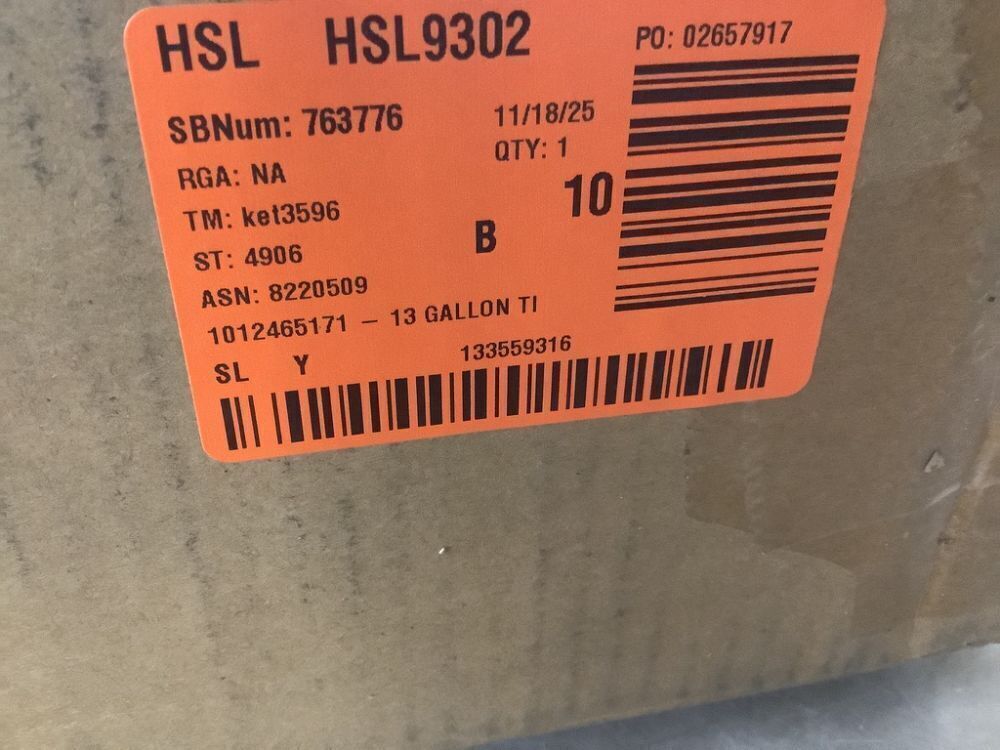 HSL HSL9302 PO: 02657917
SBNum: 763776 11/18/25
RGA: NA QTY: 1
TM: ket3596 10
ST: 4906 B
ASN: 8220509
1012465171 – 13 GALLON TI
SL Y 133559316